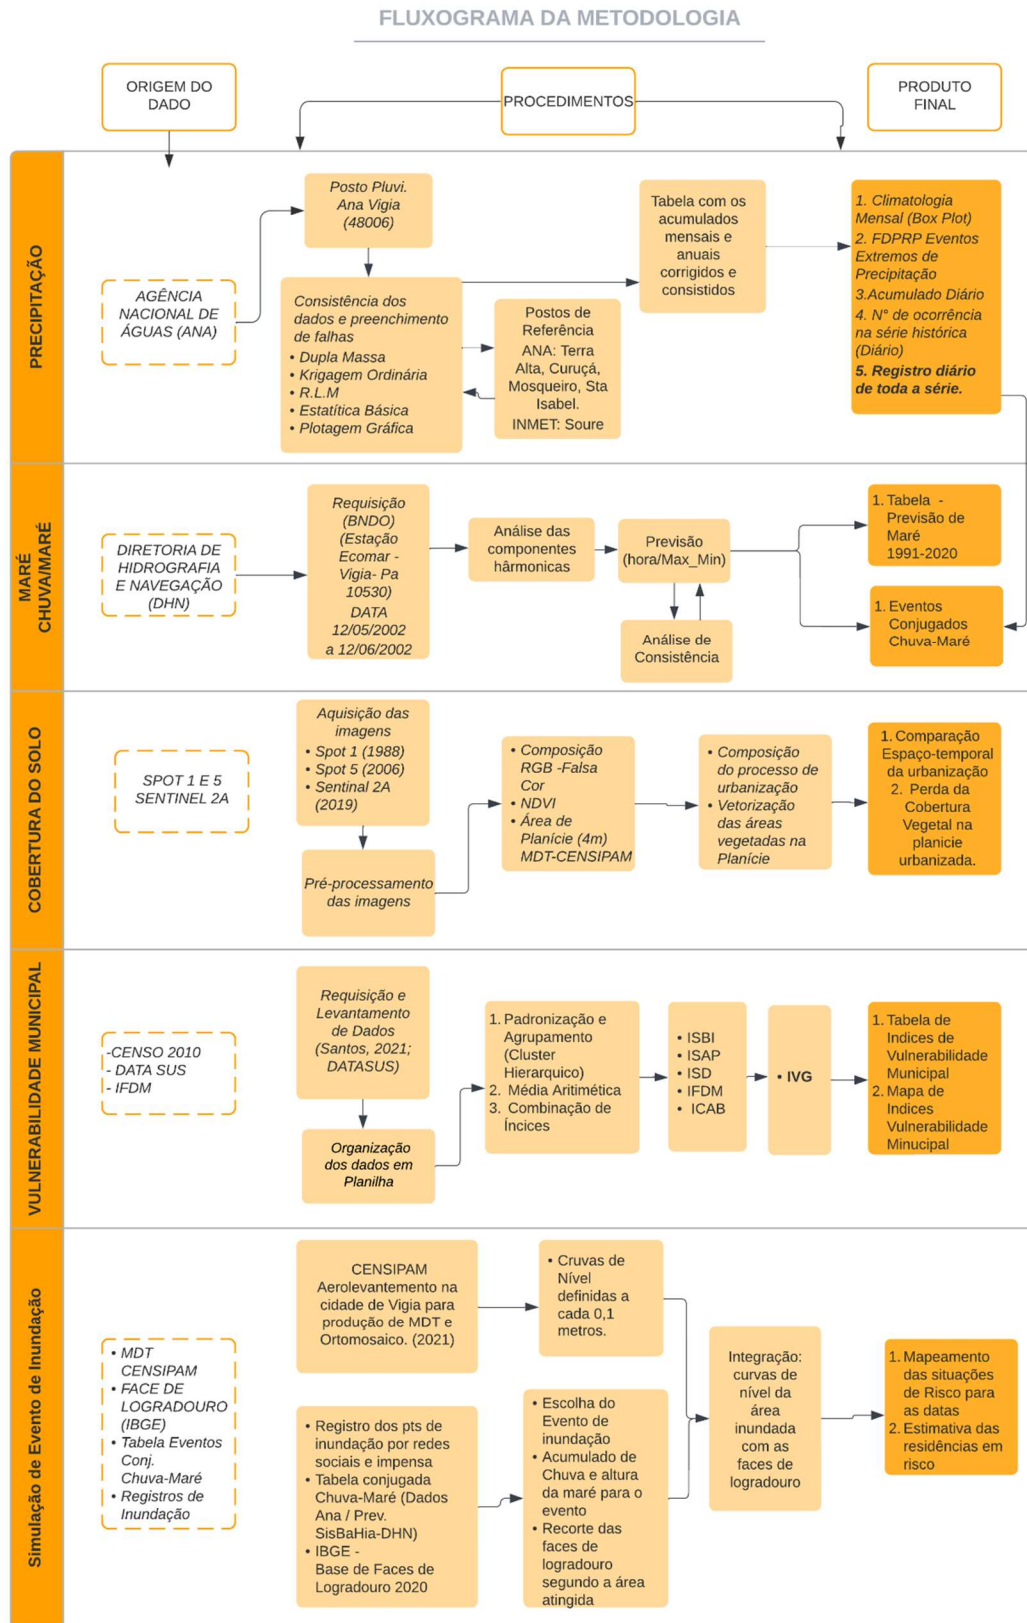 FLUXOGRAMA DA METODOLOGIA
ORIGEM DO
DADO
PROCEDIMENTOS
PRODUTO
FINAL
PRECIPITAÇÃO
AGÊNCIA
NACIONAL DE
ÁGUAS (ANA)
Posto Pluvi.
Ana Vigia
(48006)
Consistência dos
dados e preenchimento
de falhas
• Dupla Massa
• Krigagem Ordinária
• R.L.M
• Estatítica Básica
• Plotagem Gráfica
Postos de
Referência
ANA: Terra
Alta, Curuçá,
Mosqueiro, Sta
Isabel.
INMET: Soure
Tabela com os
acumulados
mensais e
anuais
corrigidos e
consistidos
1. Climatologia
Mensal (Box Plot)
2. FDPRP Eventos
Extremos de
Precipitação
3.Acumulado Diário
4. N° de ocorrência
na série histórica
(Diário)
5. Registro diário
de toda a série.
MARÉ
CHUVA/MARÉ
DIRETORIA DE
HIDROGRAFIA
E NAVEGAÇÃO
(DHN)
Requisição
(BNDO)
(Estação
Ecomar -
Vigia- Pa
10530)
DATA
12/05/2002
a 12/06/2002
Análise das
componentes
hârmonicas
Previsão
(hora/Max_Min)
Análise de
Consistência
1. Tabela -
Previsão de
Maré
1991-2020
1. Eventos
Conjugados
Chuva-Maré
COBERTURA DO SOLO
SPOT 1 E 5
SENTINEL 2A
Aquisição das
imagens
• Spot 1 (1988)
• Spot 5 (2006)
• Sentinal 2A
(2019)
Pré-processamento
das imagens
• Composição
RGB -Falsa
Cor
• NDVI
• Área de
Planície (4m)
MDT-CENSIPAM
• Composição
do processo de
urbanização
• Vetorização
das áreas
vegetadas na
Planície
1. Comparação
Espaço-temporal
da urbanização
2. Perda da
Cobertura
Vegetal na
planicie
urbanizada.
VULNERABILIDADE MUNICIPAL
-CENSO 2010
- DATA SUS
- IFDM
Requisição e
Levantamento
de Dados
(Santos, 2021;
DATASUS)
Organização
dos dados em
Planilha
1. Padronização e
Agrupamento
(Cluster
Hierarquico)
2. Média Aritimética
3. Combinação de
Íncices
• ISBI
• ISAP
• ISD
• IFDM
• ICAB
• IVG
1. Tabela de
Indices de
Vulnerabilidade
Municipal
2. Mapa de
Indices
Vulnerabilidade
Minucipal
Simulação de Evento de Inundação
• MDT
CENSIPAM
• FACE DE
LOGRADOURO
(IBGE)
• Tabela Eventos
Conj.
Chuva-Maré
• Registros de
Inundação
CENSIPAM
Aerolevantamento na
cidade de Vigia para
produção de MDT e
Ortomosaico. (2021)
• Cruvas de
Nível
definidas a
cada 0,1
metros.
• Registro dos pts de
inundação por redes
sociais e impensa
• Tabela conjugada
Chuva-Maré (Dados
Ana / Prev.
SisBaHia-DHN)
• IBGE -
Base de Faces de
Logradouro 2020
• Escolha do
Evento de
inundação
• Acumulado de
Chuva e altura
da maré para o
evento
• Recorte das
faces de
logradouro
segundo a área
atingida
Integração:
curvas de
nível da
área
inundada
com as
faces de
logradouro
1. Mapeamento
das situações
de Risco para
as datas
2. Estimativa das
residências em
risco